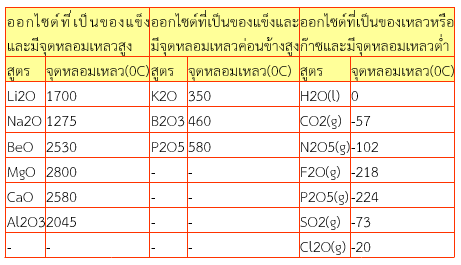 ออกไซด์ที่เป็นของแข็ง ออกไซด์ที่เป็นของแข็งและ ออกไซด์ที่เป็นของเหลวหรือ
และมีจุดหลอมเหลวสูง มีจุดหลอมเหลวค่อนข้างสูง ก๊าซและมีจุดหลอมเหลวต่ำ
สูตร จุดหลอมเหลว(0C) สูตร จุดหลอมเหลว(0C) สูตร จุดหลอมเหลว(0C)
Li2O 1700 K2O 350 H2O(l) 0
Na2O 1275 B2O3 460 CO2(g) -57
BeO 2530 P2O5 580 N2O5(g) -102
MgO 2800 - - F2O(g) -218
CaO 2580 - - P2O5(g) -224
Al2O3 2045 - - SO2(g) -73
- - - - Cl2O(g) -20